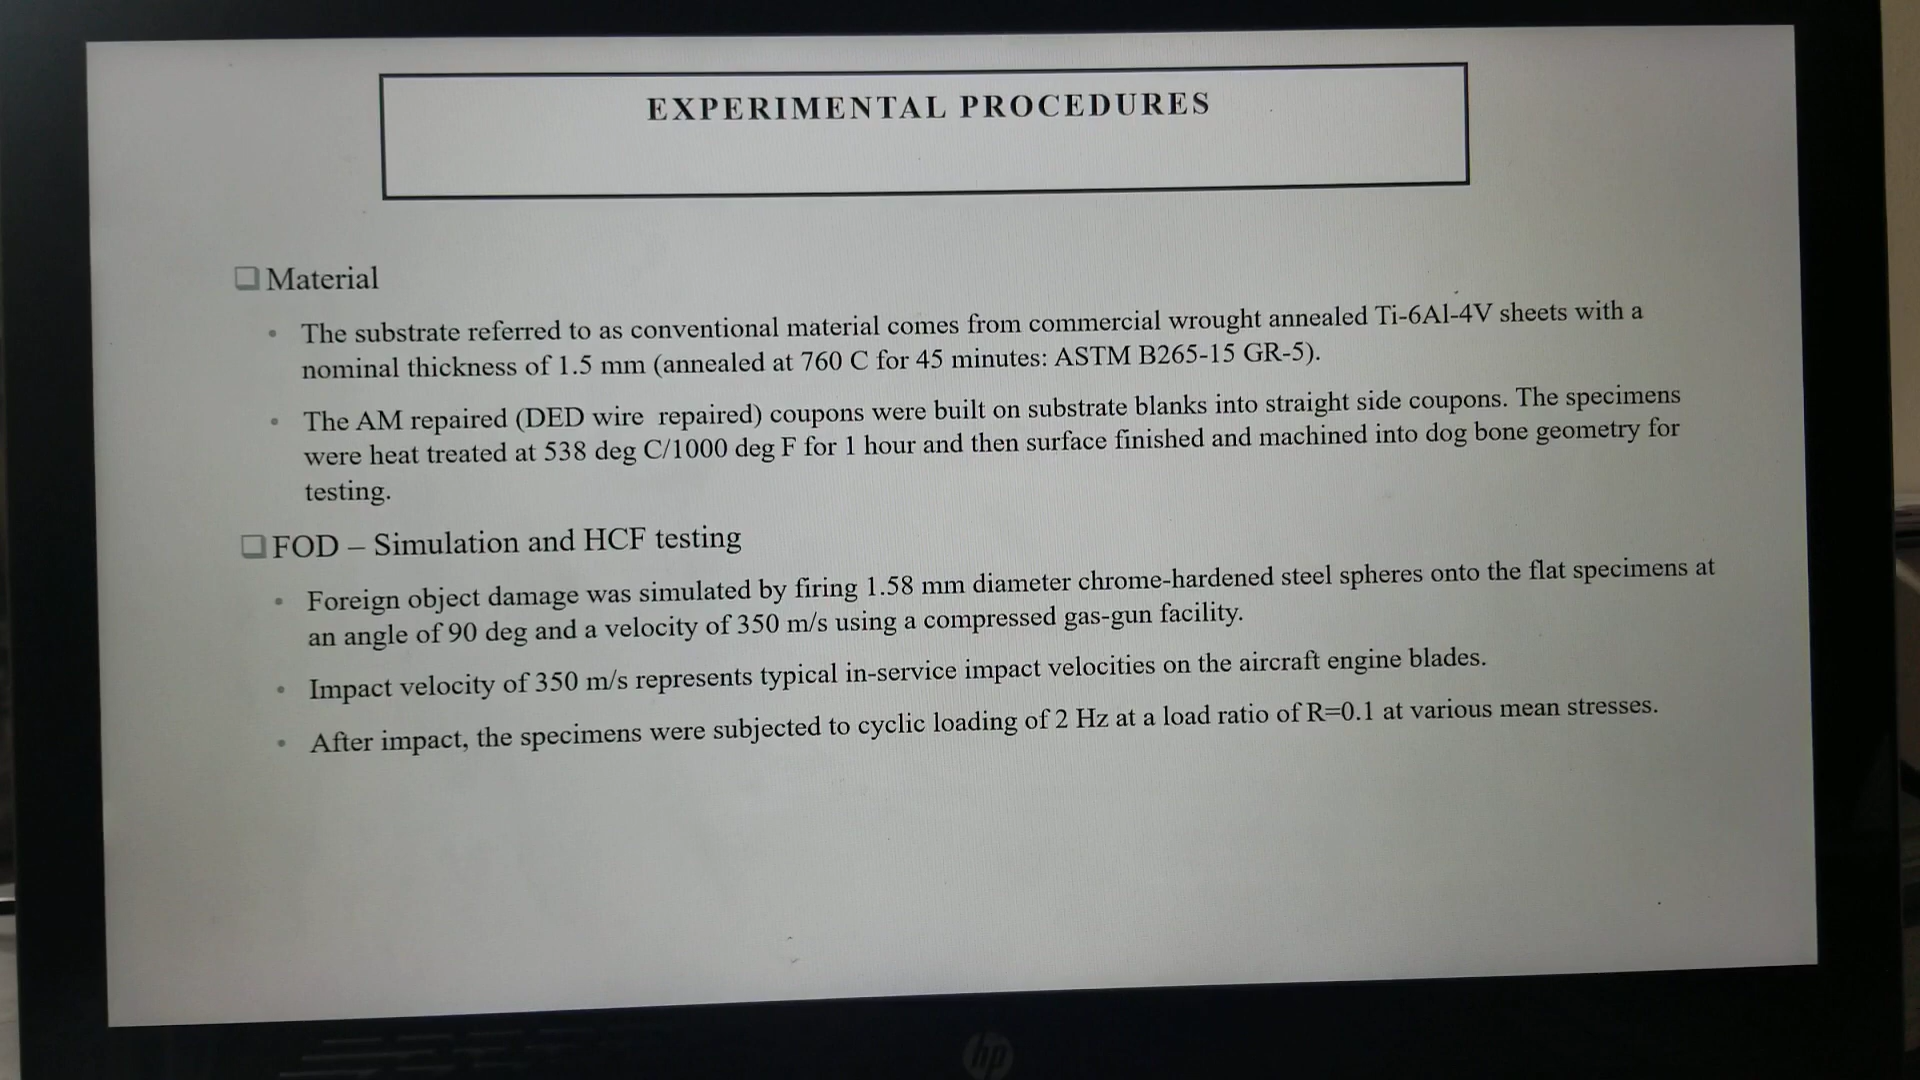 EXPERIMENTAL PROCEDURES
Material
• The substrate referred to as conventional material comes from commercial wrought annealed Ti-6Al-4V sheets with a
nominal thickness of 1.5 mm (annealed at 760 C for 45 minutes: ASTM B265-15 GR-5).
• The AM repaired (DED wire repaired) coupons were built on substrate blanks into straight side coupons. The specimens
were heat treated at 538 deg C/1000 deg F for 1 hour and then surface finished and machined into dog bone geometry for
testing.
FOD – Simulation and HCF testing
• Foreign object damage was simulated by firing 1.58 mm diameter chrome-hardened steel spheres onto the flat specimens at
an angle of 90 deg and a velocity of 350 m/s using a compressed gas-gun facility.
• Impact velocity of 350 m/s represents typical in-service impact velocities on the aircraft engine blades.
• After impact, the specimens were subjected to cyclic loading of 2 Hz at a load ratio of R=0.1 at various mean stresses.
hp